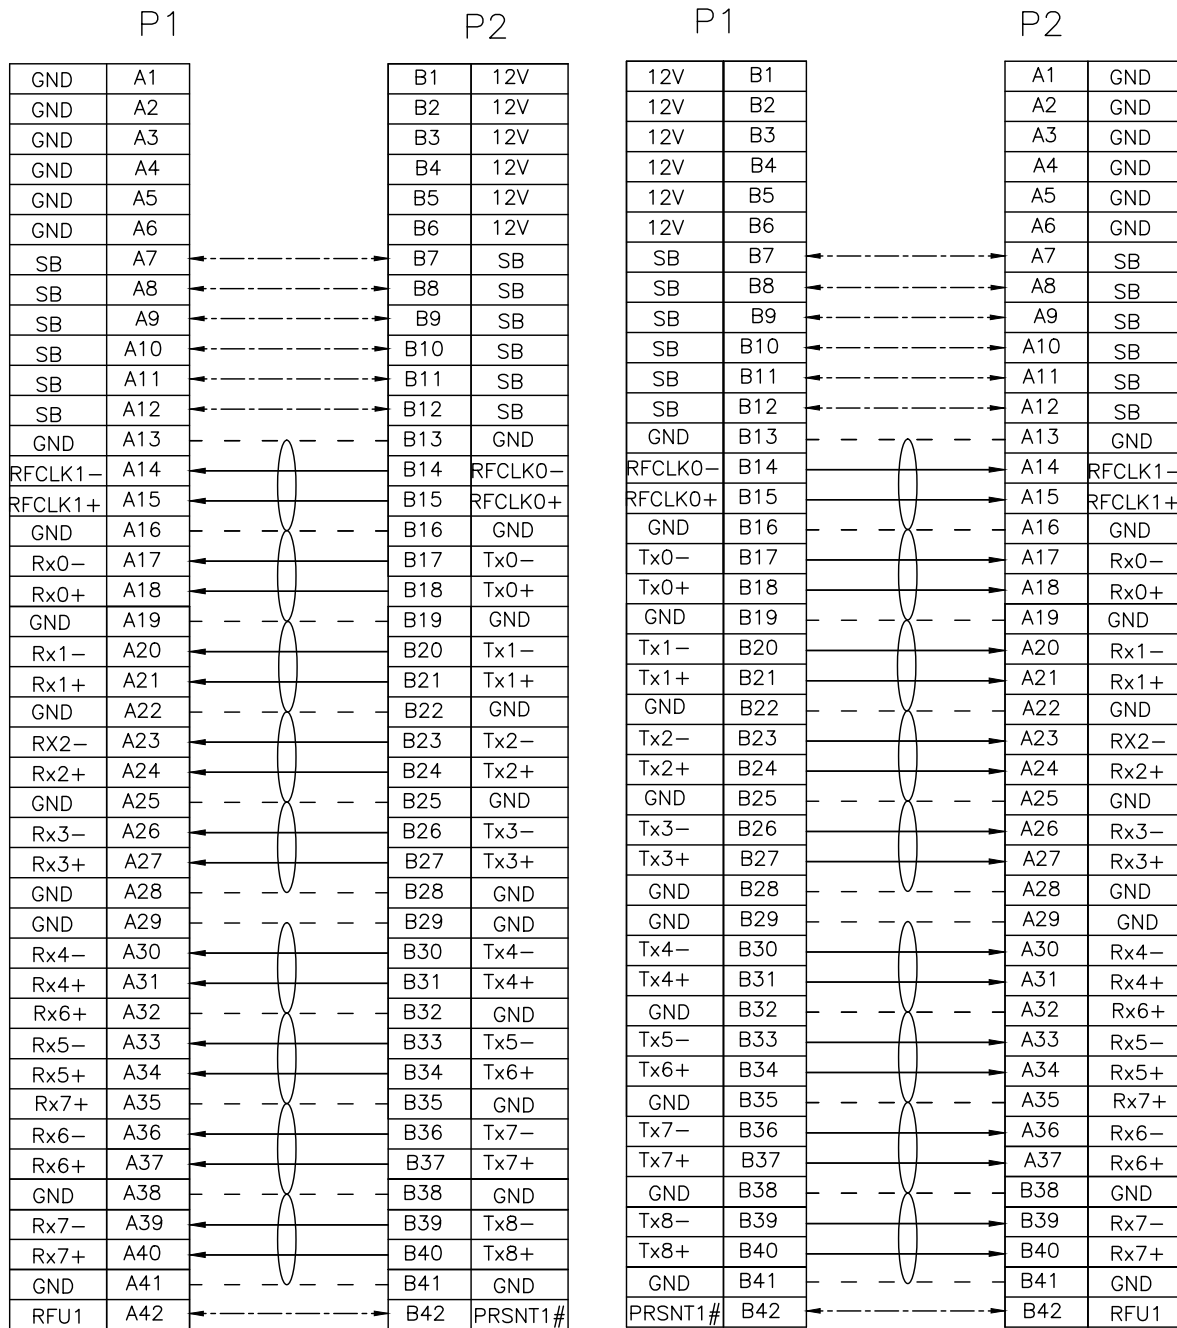 P1 P2 P1 P2
GND A1 B1 12V 12V B1 A1 GND
GND A2 B2 12V 12V B2 A2 GND
GND A3 B3 12V 12V B3 A3 GND
GND A4 B4 12V 12V B4 A4 GND
GND A5 B5 12V 12V B5 A5 GND
GND A6 B6 12V 12V B6 A6 GND
SB A7 B7 SB SB B7 A7 SB
SB A8 B8 SB SB B8 A8 SB
SB A9 B9 SB SB B9 A9 SB
SB A10 B10 SB SB B10 A10 SB
SB A11 B11 SB SB B11 A11 SB
SB A12 B12 SB SB B12 A12 SB
GND A13 B13 GND GND B13 A13 GND
RFCLK1- A14 B14 RFCLK0- RFCLK0- B14 A14 RFCLK1-
RFCLK1+ A15 B15 RFCLK0+ RFCLK0+ B15 A15 RFCLK1+
GND A16 B16 GND GND B16 A16 GND
Rx0- A17 B17 Tx0- Tx0- B17 A17 Rx0-
Rx0+ A18 B18 Tx0+ Tx0+ B18 A18 Rx0+
GND A19 B19 GND GND B19 A19 GND
Rx1- A20 B20 Tx1- Tx1- B20 A20 Rx1-
Rx1+ A21 B21 Tx1+ Tx1+ B21 A21 Rx1+
GND A22 B22 GND GND B22 A22 GND
RX2- A23 B23 Tx2- Tx2- B23 A23 RX2-
Rx2+ A24 B24 Tx2+ Tx2+ B24 A24 Rx2+
GND A25 B25 GND GND B25 A25 GND
Rx3- A26 B26 Tx3- Tx3- B26 A26 Rx3-
Rx3+ A27 B27 Tx3+ Tx3+ B27 A27 Rx3+
GND A28 B28 GND GND B28 A28 GND
GND A29 B29 GND GND B29 A29 GND
Rx4- A30 B30 Tx4- Tx4- B30 A30 Rx4-
Rx4+ A31 B31 Tx4+ Tx4+ B31 A31 Rx4+
Rx6+ A32 B32 GND GND B32 A32 Rx6+
Rx5- A33 B33 Tx5- Tx5- B33 A33 Rx5-
Rx5+ A34 B34 Tx6+ Tx6+ B34 A34 Rx5+
Rx7+ A35 B35 GND GND B35 A35 Rx7+
Rx6- A36 B36 Tx7- Tx7- B36 A36 Rx6-
Rx6+ A37 B37 Tx7+ Tx7+ B37 A37 Rx6+
GND A38 B38 GND GND B38 B38 GND
Rx7- A39 B39 Tx8- Tx8- B39 B39 Rx7-
Rx7+ A40 B40 Tx8+ Tx8+ B40 B40 Rx7+
GND A41 B41 GND GND B41 B41 GND
RFU1 A42 B42 PRSNT1# PRSNT1# B42 B42 RFU1